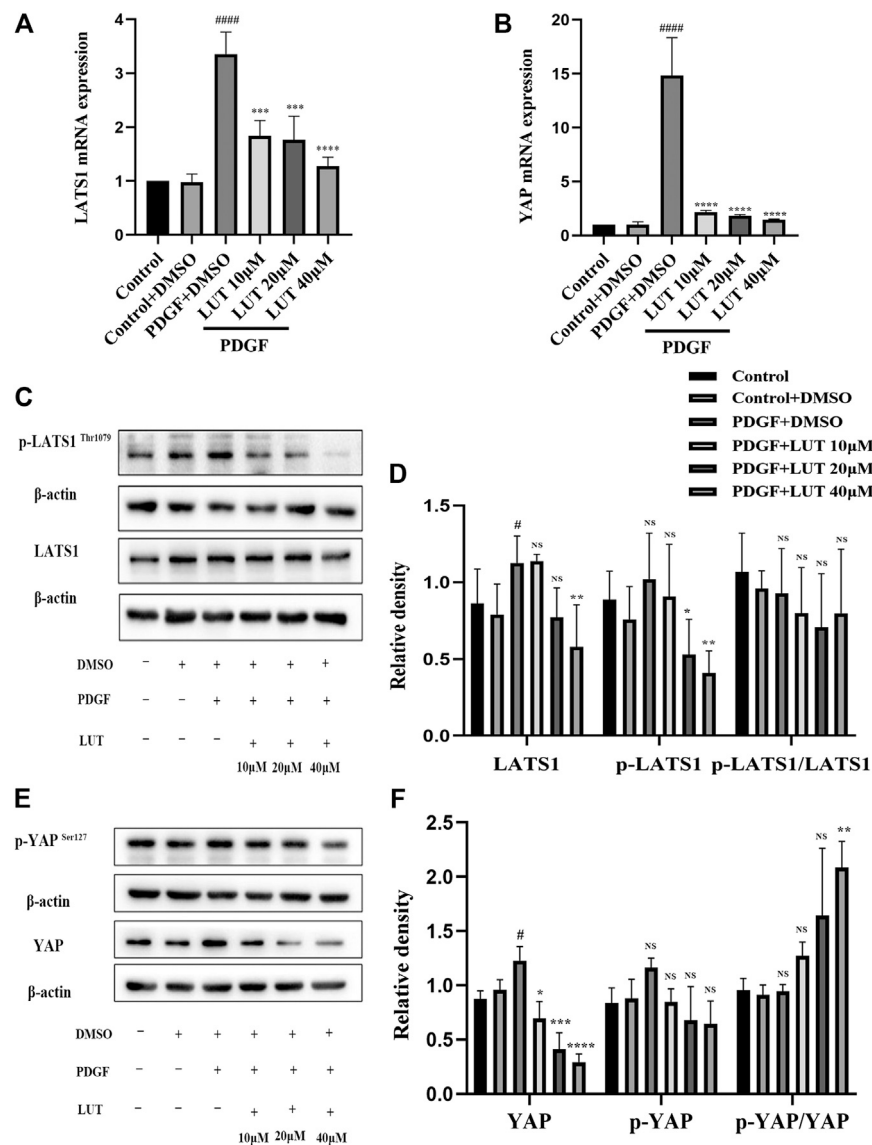 A
LATS1 mRNA expression
4
3
2
1
0
####
***
***
****
Control
Control+DMSO
PDGF+DMSO
LUT 10μM
LUT 20μM
LUT 40μM
PDGF
B
YAP mRNA expression
20
15
10
5
0
####
****
****
****
Control
Control+DMSO
PDGF+DMSO
LUT 10μM
LUT 20μM
LUT 40μM
PDGF
Control
Control+DMSO
PDGF+DMSO
PDGF+LUT 10μM
PDGF+LUT 20μM
PDGF+LUT 40μM
C
p-LATS1 Thr1079
β-actin
LATS1
β-actin
DMSO − + + + + +
PDGF − − + + + +
LUT − − − + + +
10μM 20μM 40μM
D
Relative density
1.5
1.0
0.5
0.0
# NS NS **
NS NS * **
NS NS NS NS
LATS1 p-LATS1 p-LATS1/LATS1
E
p-YAP Ser127
β-actin
YAP
β-actin
DMSO − + + + + +
PDGF − − + + + +
LUT − − − + + +
10μM 20μM 40μM
F
Relative density
2.5
2.0
1.5
1.0
0.5
0.0
# * *** ****
NS NS NS NS
NS NS NS **
YAP p-YAP p-YAP/YAP